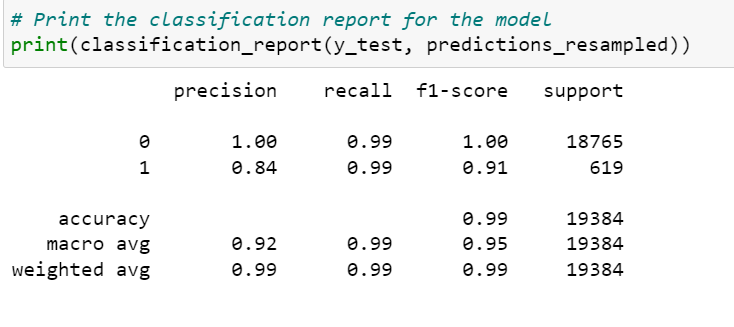 # Print the classification report for the model
print(classification_report(y_test, predictions_resampled))
precision recall f1-score support
0 1.00 0.99 1.00 18765
1 0.84 0.99 0.91 619
accuracy 0.99 19384
macro avg 0.92 0.99 0.95 19384
weighted avg 0.99 0.99 0.99 19384